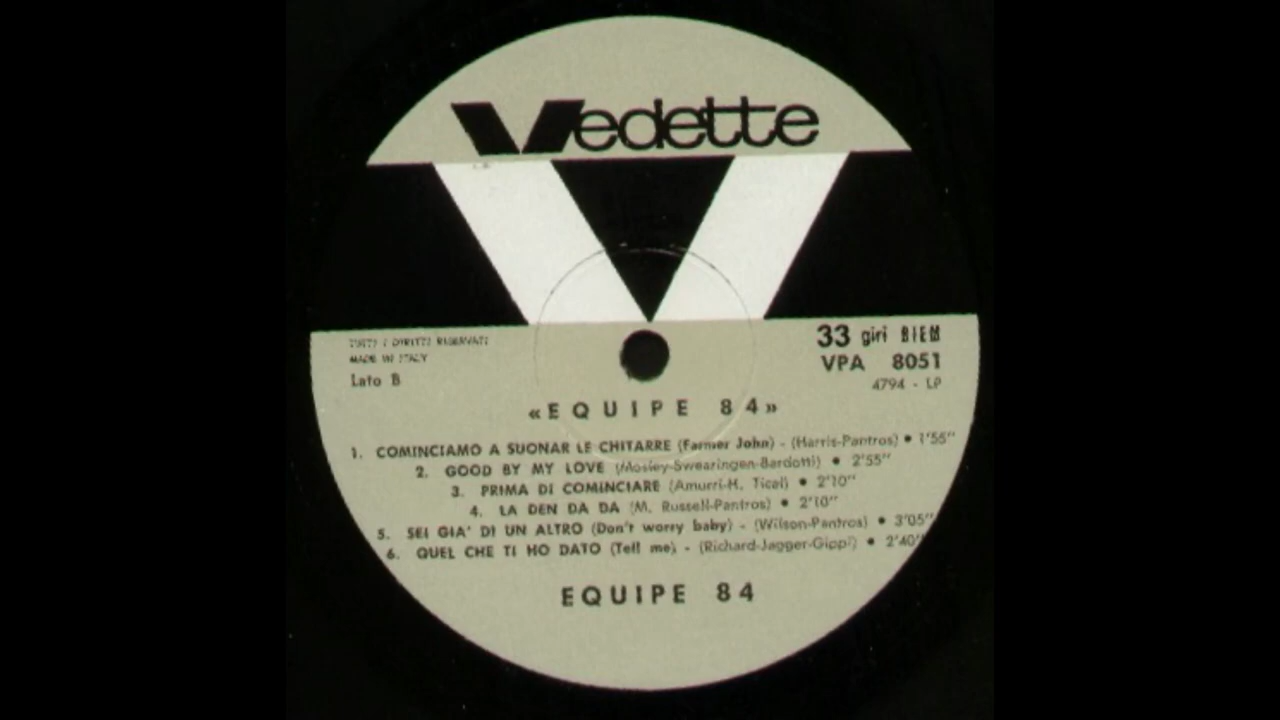 Vedette
TUTTI I DIRITTI RISERVATI
MADE IN ITALY
Lato B
33 giri BIEM
VPA 8051
4794 - LP
«EQUIPE 84»
1. COMINCIAMO A SUONAR LE CHITARRE (Farmer John) - (Harris-Pantros) • 1'55"
2. GOOD BY MY LOVE (Mosley-Swearingen-Bardotti) • 2'55"
3. PRIMA DI COMINCIARE (Amurri-H. Tical) • 2'10"
4. LA DEN DA DA (M. Russell-Pantros) • 2'10"
5. SEI GIA' DI UN ALTRO (Don't worry baby) - (Wilson-Pantros) • 3'05"
6. QUEL CHE TI HO DATO (Tell me) - (Richard-Jagger-Gippi) • 2'40"
EQUIPE 84